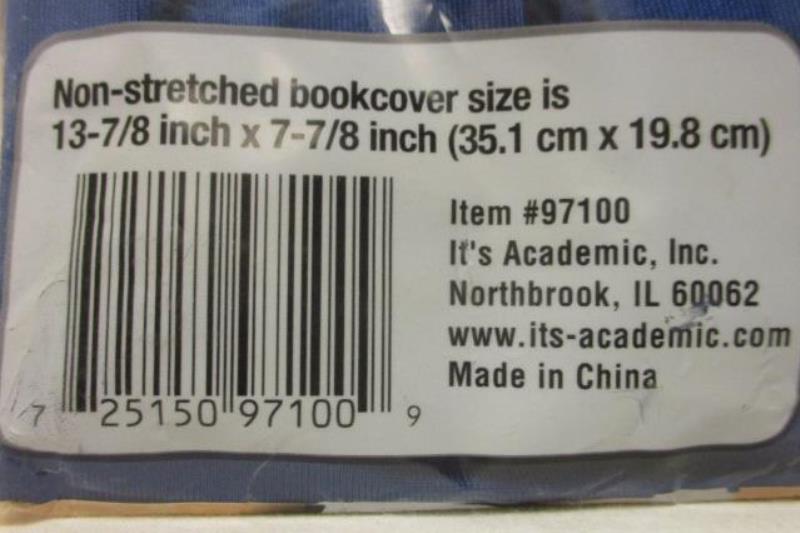 Non-stretched bookcover size is
13-7/8 inch x 7-7/8 inch (35.1 cm x 19.8 cm)
Item #97100
It's Academic, Inc.
Northbrook, IL 60062
www.its-academic.com
Made in China
7 25150 97100 9